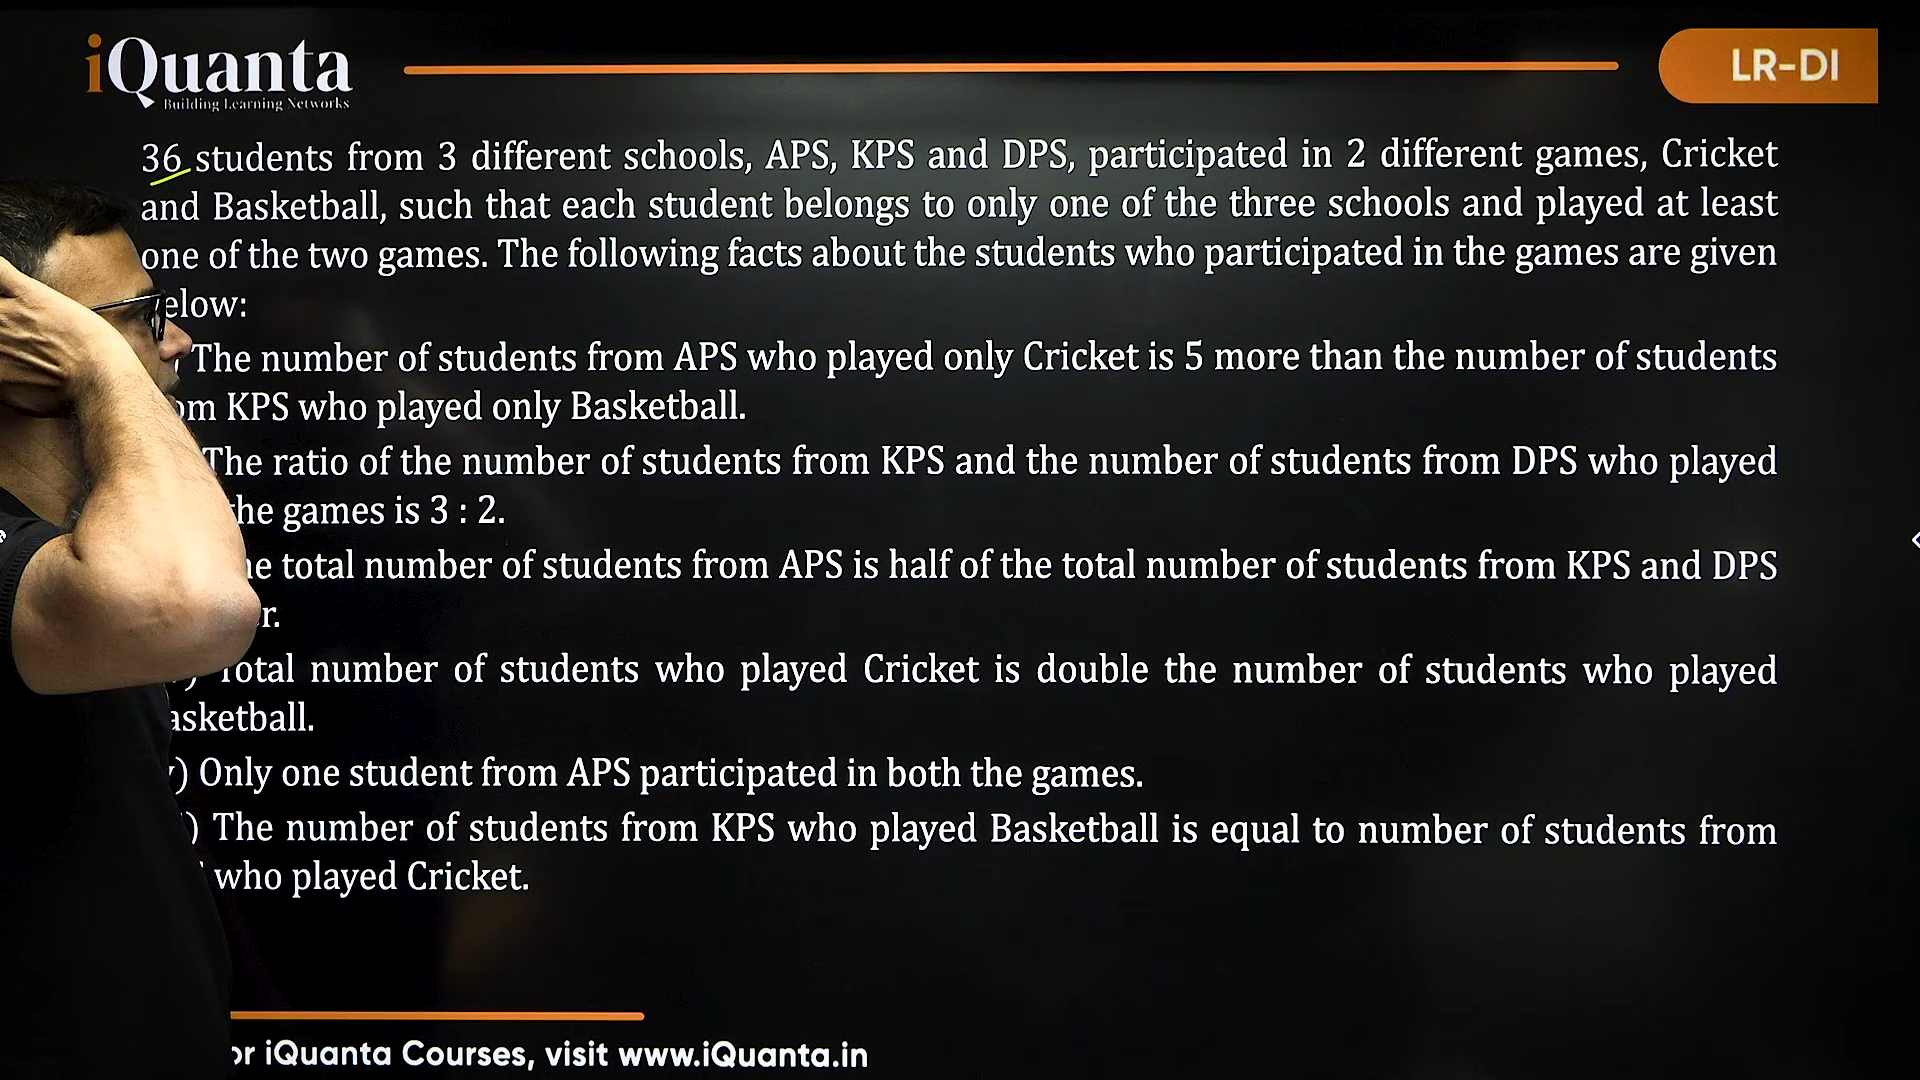 iQuanta
Building Learning Networks
LR-DI
36 students from 3 different schools, APS, KPS and DPS, participated in 2 different games, Cricket
and Basketball, such that each student belongs to only one of the three schools and played at least
one of the two games. The following facts about the students who participated in the games are given
elow:
The number of students from APS who played only Cricket is 5 more than the number of students
om KPS who played only Basketball.
The ratio of the number of students from KPS and the number of students from DPS who played
the games is 3 : 2.
e total number of students from APS is half of the total number of students from KPS and DPS
r.
) Total number of students who played Cricket is double the number of students who played
asketball.
v) Only one student from APS participated in both the games.
) The number of students from KPS who played Basketball is equal to number of students from
who played Cricket.
or iQuanta Courses, visit www.iQuanta.in